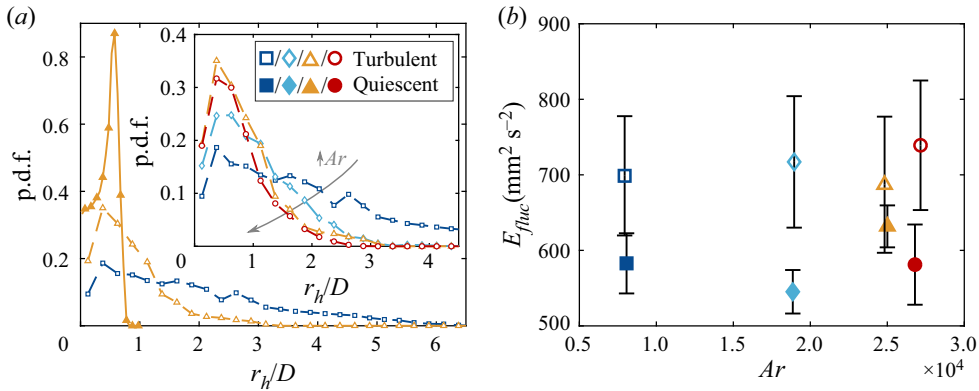 (a)
(b)
0.8
0.6
0.4
0.2
0
p.d.f.
1
2
3
4
5
6
r_h/D
0.4
0.3
0.2
0.1
p.d.f.
0
1
2
3
4
r_h/D
□/◇/△/○ Turbulent
■/◆/▲/● Quiescent
Ar
900
800
700
600
500
E_fluc(mm² s⁻²)
0.5
1.0
1.5
2.0
2.5
3.0
×10⁴
Ar